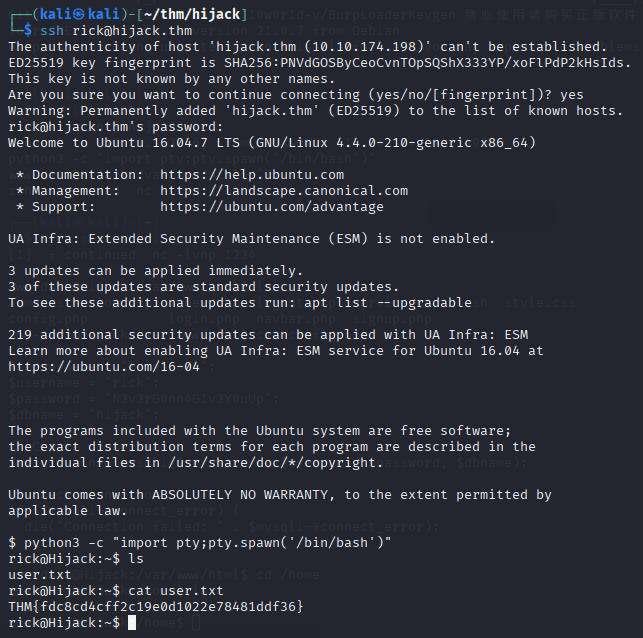 ┌──(kali㉿kali)-[~/thm/hijack]
└─$ ssh rick@hijack.thm
The authenticity of host 'hijack.thm (10.10.174.198)' can't be established.
ED25519 key fingerprint is SHA256:PNVdGOSByCeoCvnTOpSQShX333YP/xoFlPdP2kHsIds.
This key is not known by any other names.
Are you sure you want to continue connecting (yes/no/[fingerprint])? yes
Warning: Permanently added 'hijack.thm' (ED25519) to the list of known hosts.
rick@hijack.thm's password:
Welcome to Ubuntu 16.04.7 LTS (GNU/Linux 4.4.0-210-generic x86_64)
* Documentation:  https://help.ubuntu.com
* Management:     https://landscape.canonical.com
* Support:        https://ubuntu.com/advantage
UA Infra: Extended Security Maintenance (ESM) is not enabled.
3 updates can be applied immediately.
3 of these updates are standard security updates.
To see these additional updates run: apt list --upgradable
219 additional security updates can be applied with UA Infra: ESM
Learn more about enabling UA Infra: ESM service for Ubuntu 16.04 at
https://ubuntu.com/16-04
The programs included with the Ubuntu system are free software;
the exact distribution terms for each program are described in the
individual files in /usr/share/doc/*/copyright.
Ubuntu comes with ABSOLUTELY NO WARRANTY, to the extent permitted by
applicable law.
$ python3 -c "import pty;pty.spawn('/bin/bash')"
rick@Hijack:~$ ls
user.txt
rick@Hijack:~$ cat user.txt
THM{fdc8cd4cff2c19e0d1022e78481ddf36}
rick@Hijack:~$